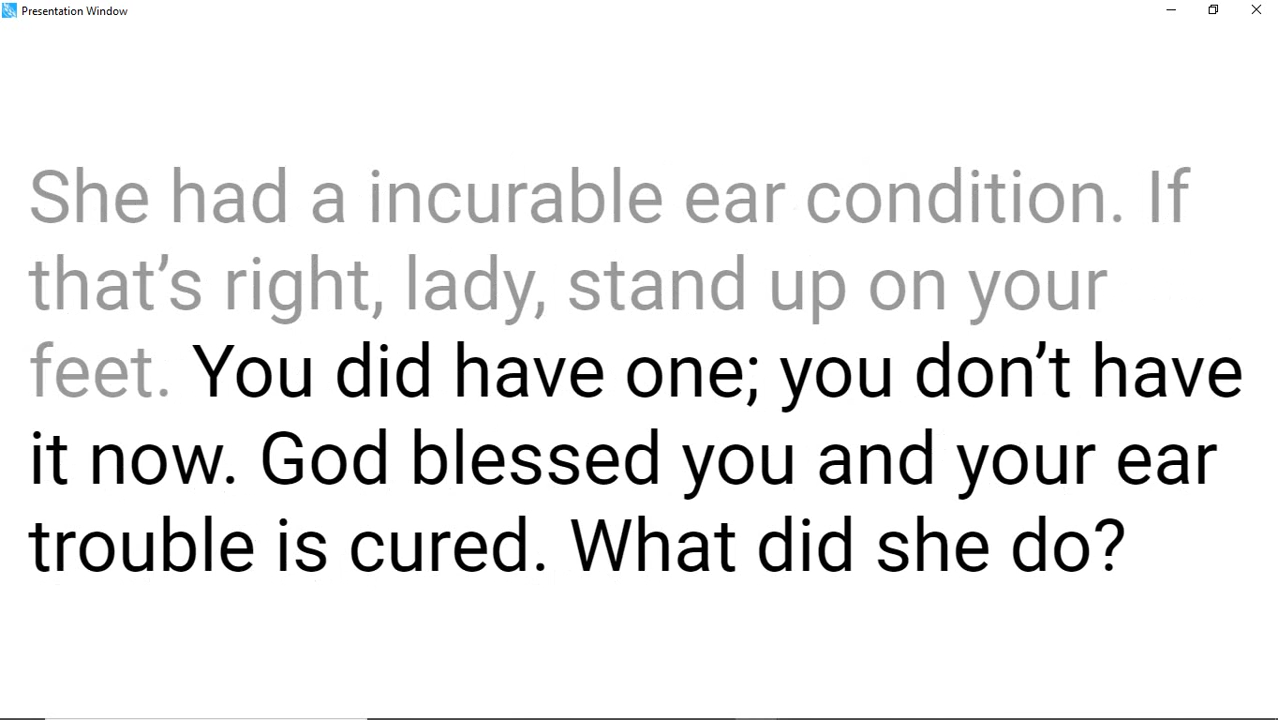 Presentation Window
She had a incurable ear condition. If
that’s right, lady, stand up on your
feet. You did have one; you don’t have
it now. God blessed you and your ear
trouble is cured. What did she do?